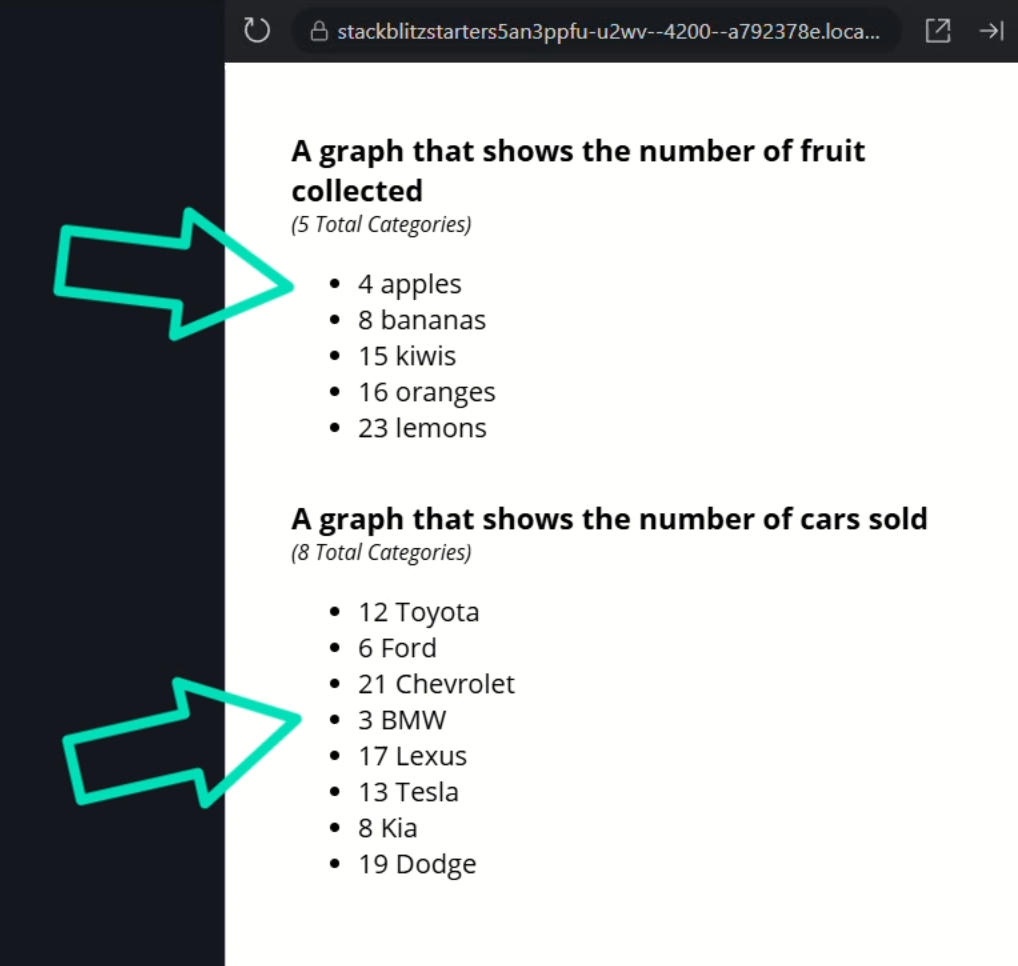 stackblitzstarters5an3ppfu-u2wv--4200--a792378e.loca...
A graph that shows the number of fruit
collected
(5 Total Categories)
• 4 apples
• 8 bananas
• 15 kiwis
• 16 oranges
• 23 lemons
A graph that shows the number of cars sold
(8 Total Categories)
• 12 Toyota
• 6 Ford
• 21 Chevrolet
• 3 BMW
• 17 Lexus
• 13 Tesla
• 8 Kia
• 19 Dodge